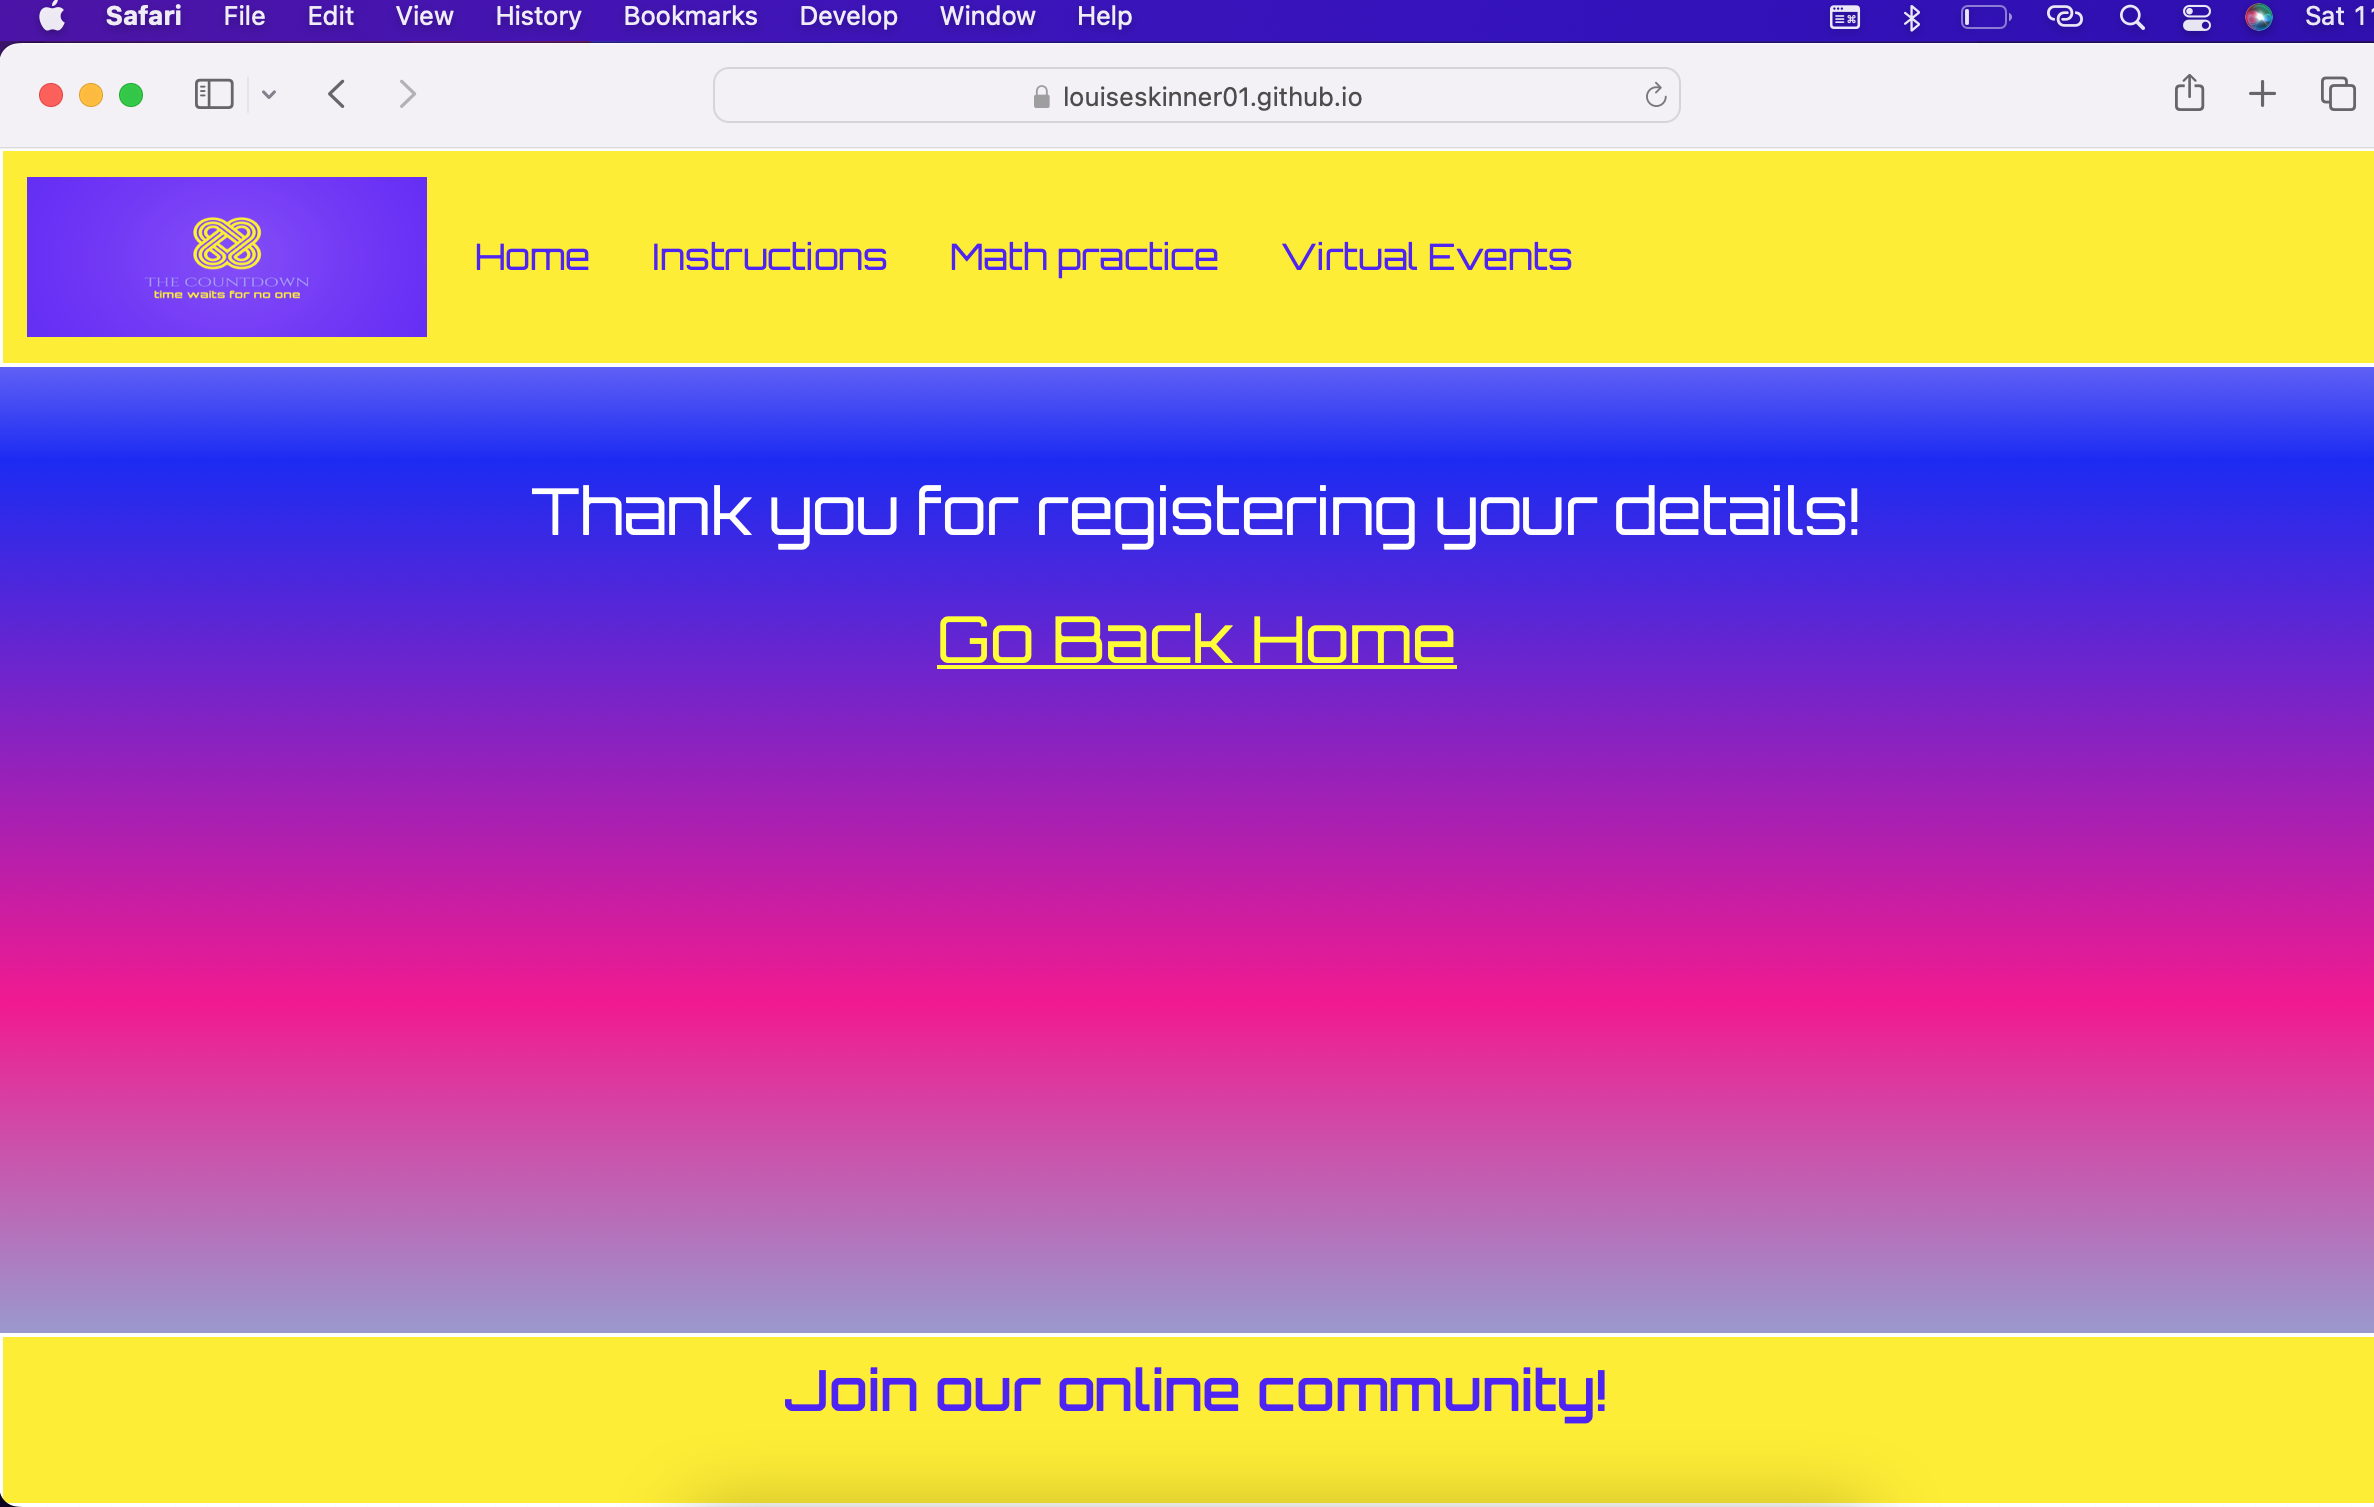 Safari File Edit View History Bookmarks Develop Window Help Sat
louiseskinner01.github.io
THE COUNTDOWN
time waits for no one
Home Instructions Math practice Virtual Events
Thank you for registering your details!
Go Back Home
Join our online community!